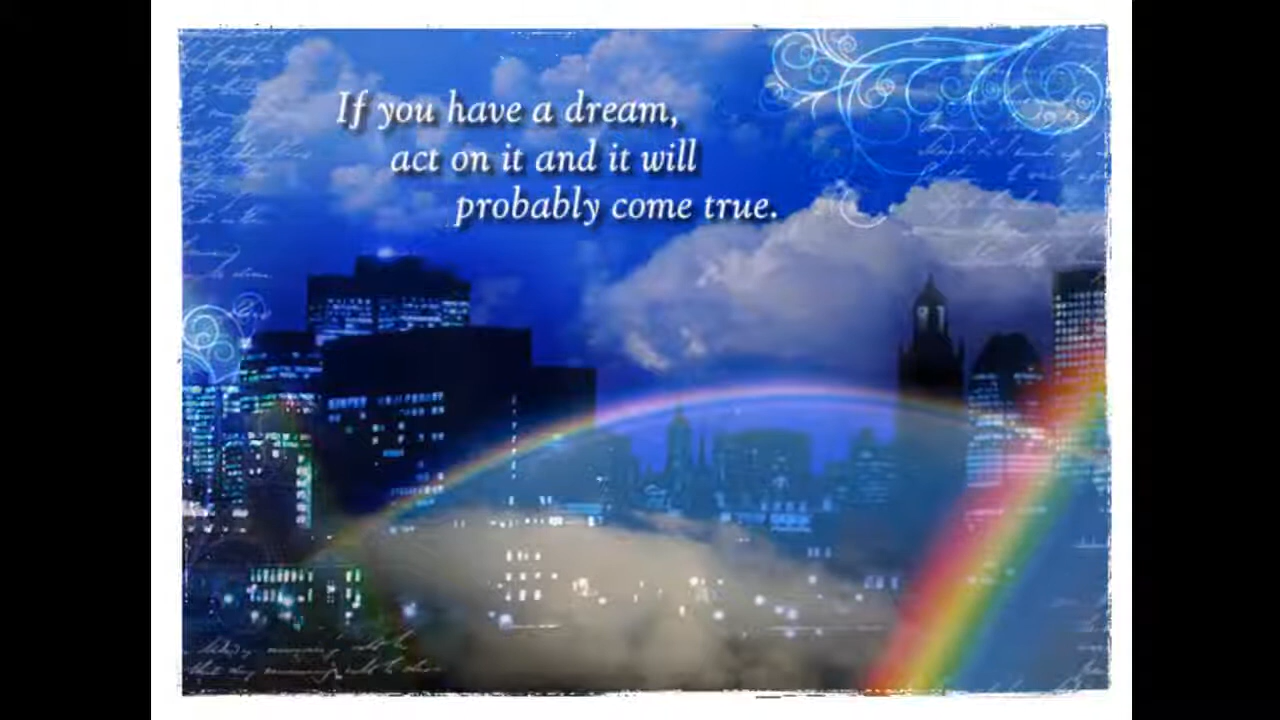 If you have a dream,
act on it and it will
probably come true.